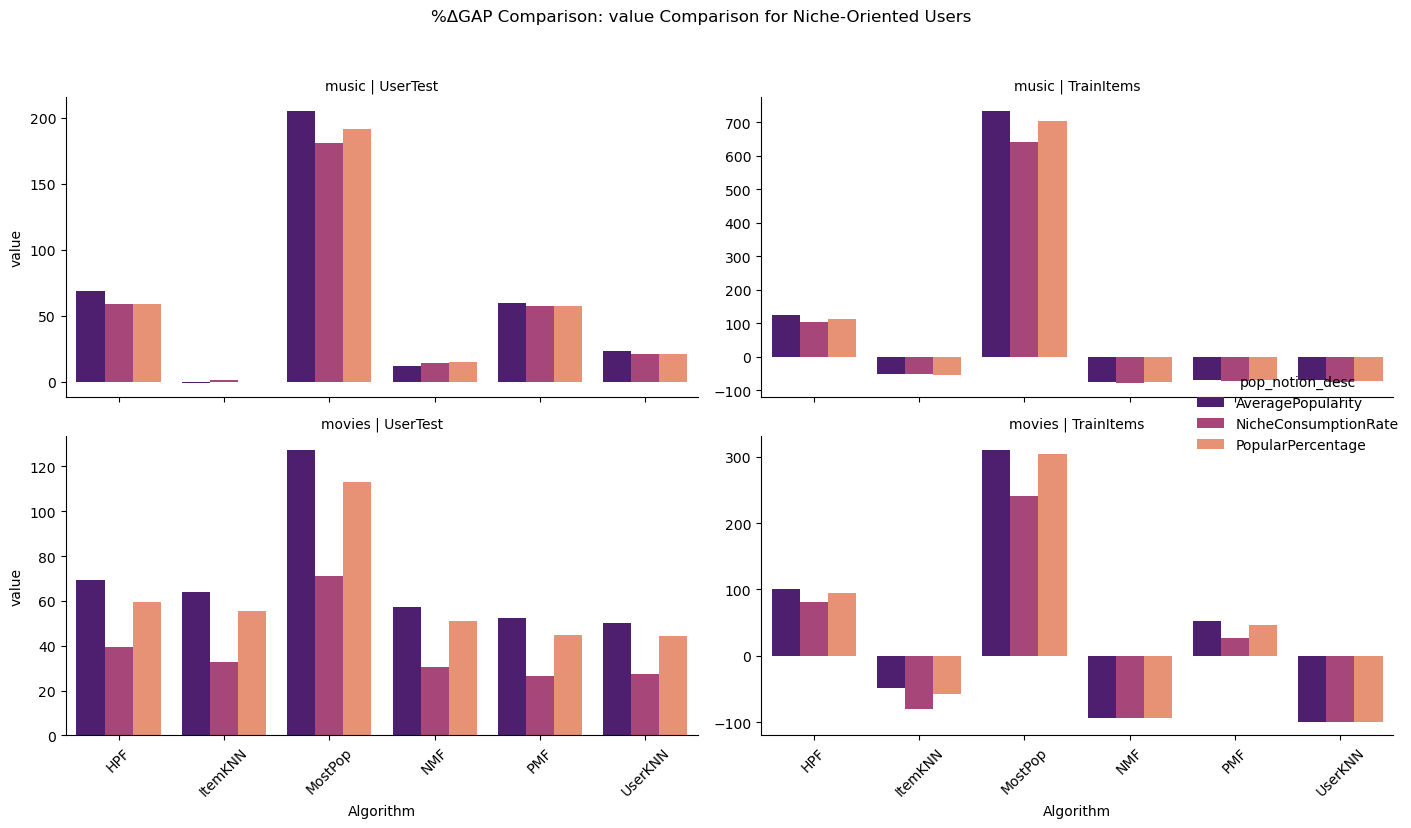 %ΔGAP Comparison: value Comparison for Niche-Oriented Users
music | UserTest
200
150
100
50
0
value
music | TrainItems
700
600
500
400
300
200
100
0
−100
pop_notion_desc
AveragePopularity
NicheConsumptionRate
PopularPercentage
movies | UserTest
120
100
80
60
40
20
0
value
HPF
ItemKNN
MostPop
NMF
PMF
UserKNN
Algorithm
movies | TrainItems
300
200
100
0
−100
HPF
ItemKNN
MostPop
NMF
PMF
UserKNN
Algorithm